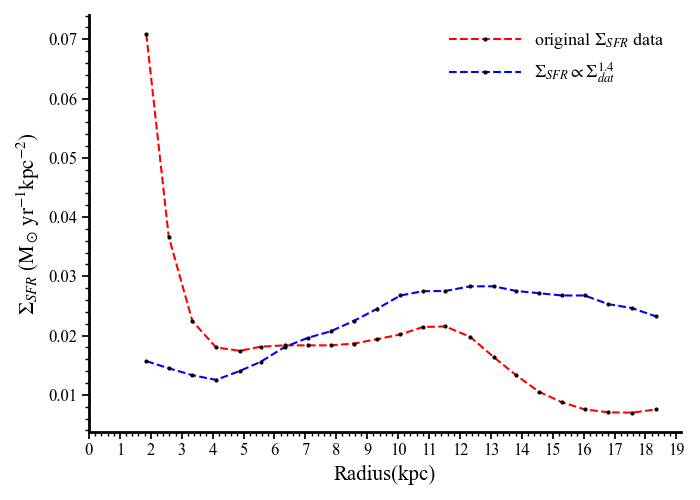 original Σ_SFR data
Σ_SFR ∝ Σ_dat^1.4
Σ_SFR (M_⊙ yr^−1kpc^−2)
0.07
0.06
0.05
0.04
0.03
0.02
0.01
0 1 2 3 4 5 6 7 8 9 10 11 12 13 14 15 16 17 18 19
Radius(kpc)